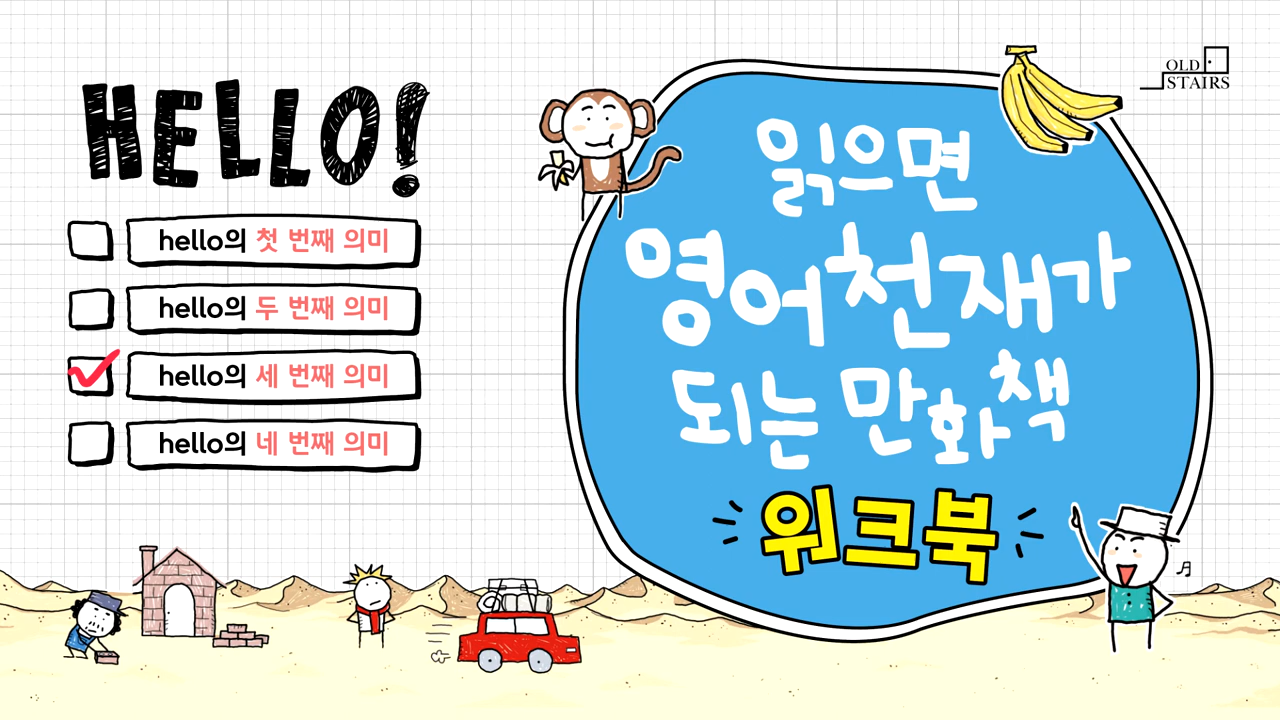 HELLO!
hello의 첫 번째 의미
hello의 두 번째 의미
hello의 세 번째 의미
hello의 네 번째 의미
읽으면
영어천재가
되는 만화책
워크북
OLD
STAIRS